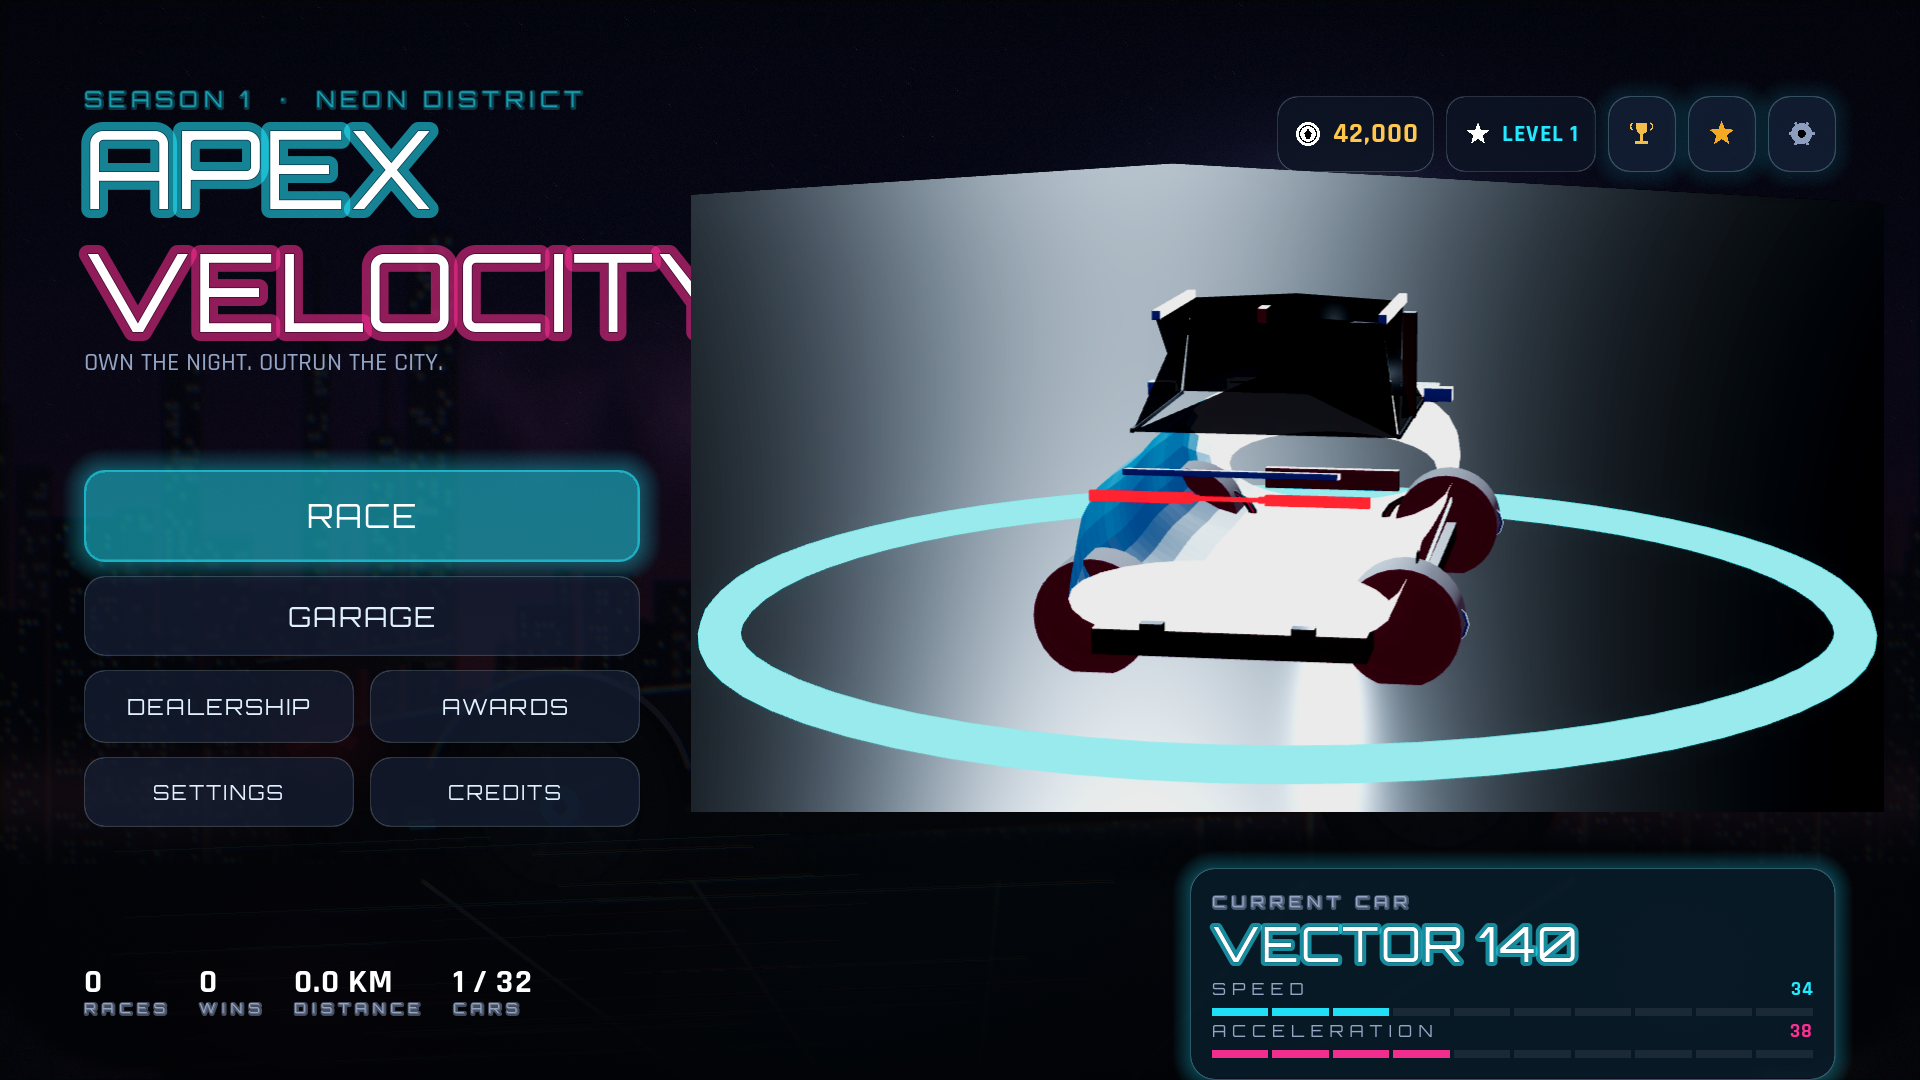 SEASON 1 · NEON DISTRICT
APEX
VELOCITY
OWN THE NIGHT. OUTRUN THE CITY.
42,000
LEVEL 1
RACE
GARAGE
DEALERSHIP
AWARDS
SETTINGS
CREDITS
0
RACES
0
WINS
0.0 KM
DISTANCE
1 / 32
CARS
CURRENT CAR
VECTOR 140
SPEED 34
ACCELERATION 38